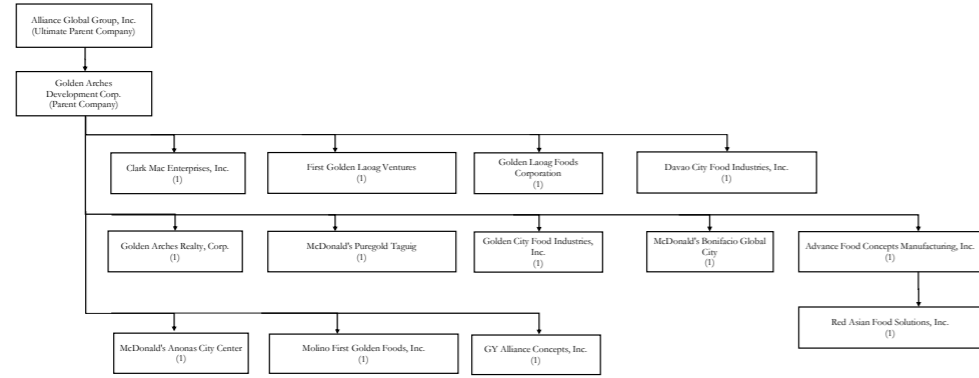 Alliance Global Group, Inc.
(Ultimate Parent Company)
Golden Arches
Development Corp.
(Parent Company)
Clark Mac Enterprises, Inc.
(1)
First Golden Laoag Ventures
(1)
Golden Laoag Foods
Corporation
(1)
Davao City Food Industries, Inc.
(1)
Golden Arches Realty, Corp.
(1)
McDonald's Puregold Taguig
(1)
Golden City Food Industries,
Inc.
(1)
McDonald's Bonifacio Global
City
(1)
Advance Food Concepts Manufacturing, Inc.
(1)
Red Asian Food Solutions, Inc.
(1)
McDonald's Anonas City Center
(1)
Molino First Golden Foods, Inc.
(1)
GY Alliance Concepts, Inc.
(1)